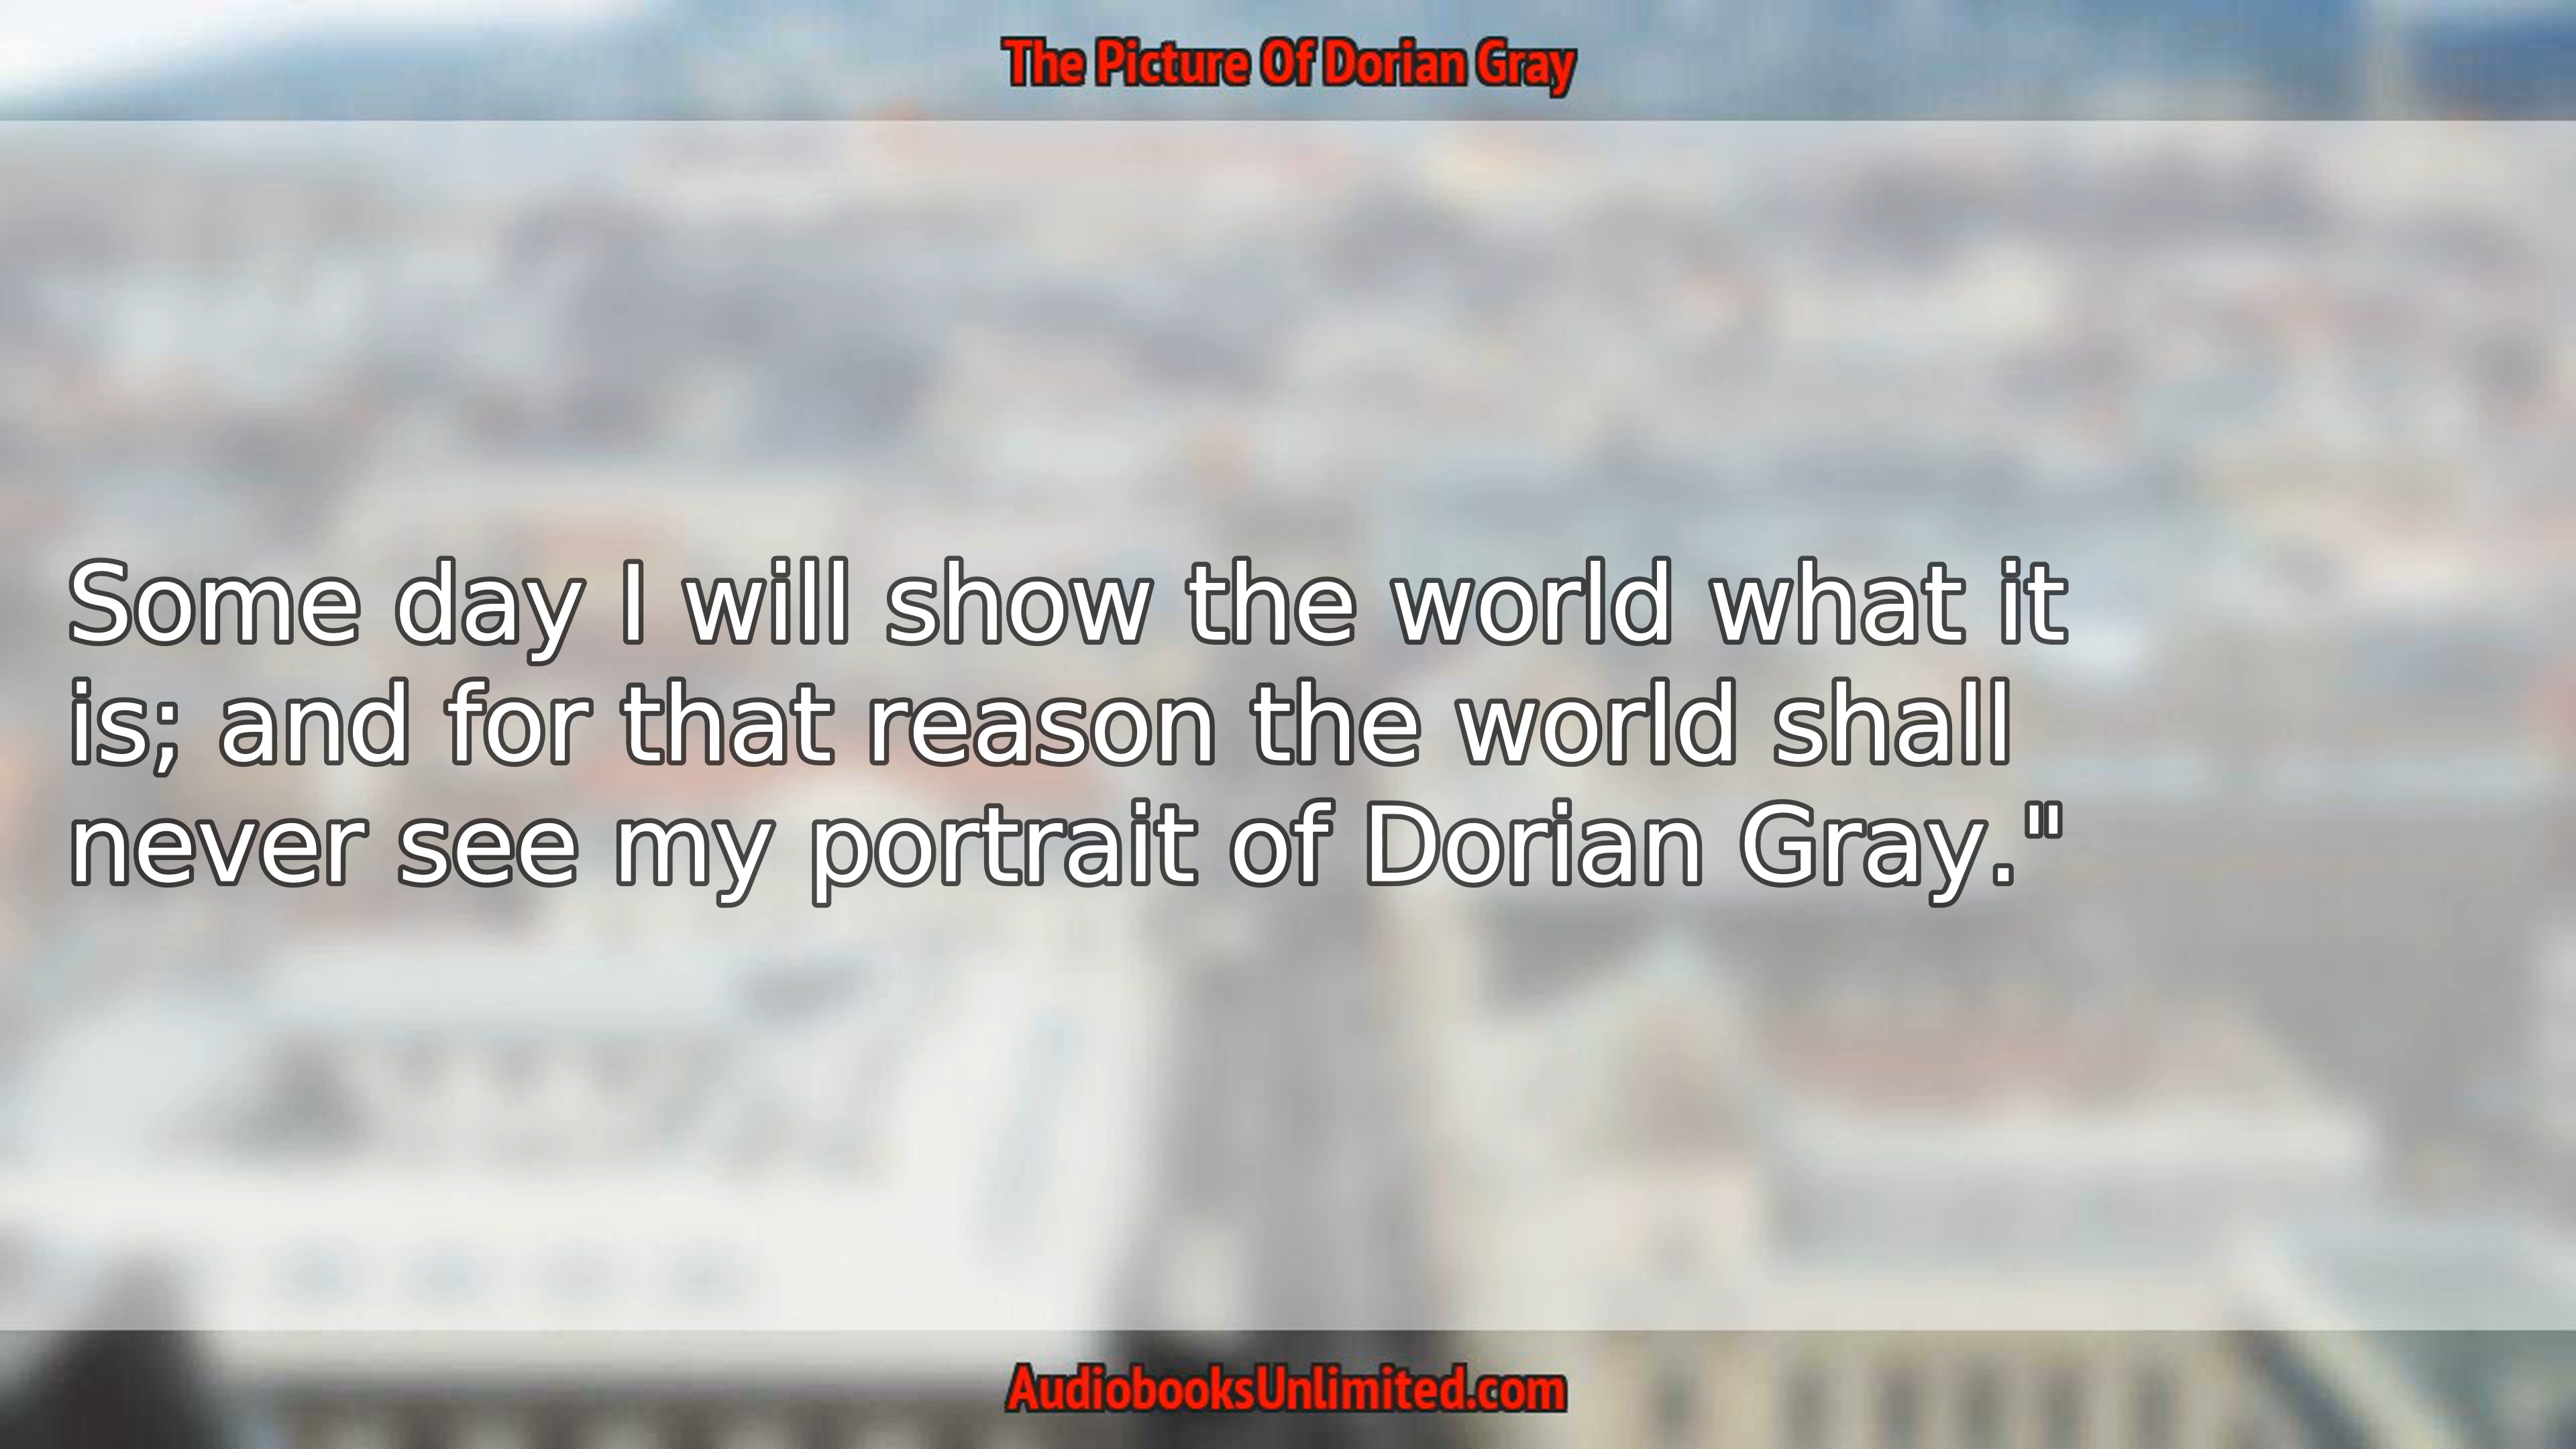 The Picture Of Dorian Gray
Some day I will show the world what it
is; and for that reason the world shall
never see my portrait of Dorian Gray."
AudiobooksUnlimited.com